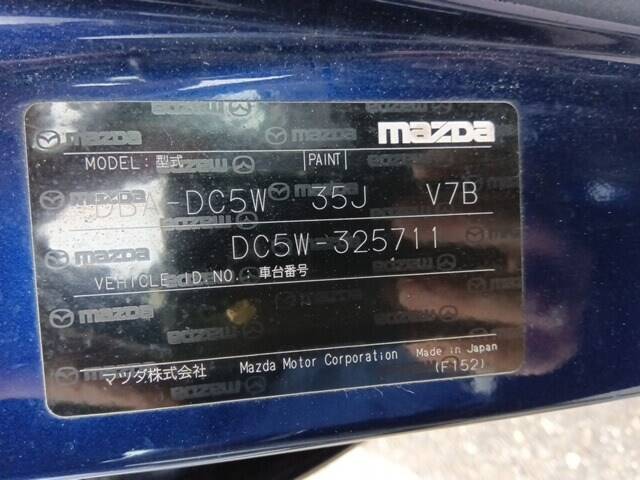 mazda
MODEL: 型式 PAINT
DBA-DC5W 35J V7B
DC5W-325711
VEHICLE ID.NO.: 車台番号
マツダ株式会社 Mazda Motor Corporation Made in Japan
(F152)